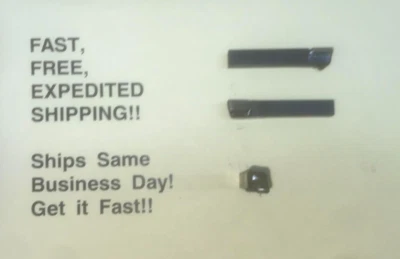 FAST,
FREE,
EXPEDITED
SHIPPING!!
Ships Same
Business Day!
Get it Fast!!